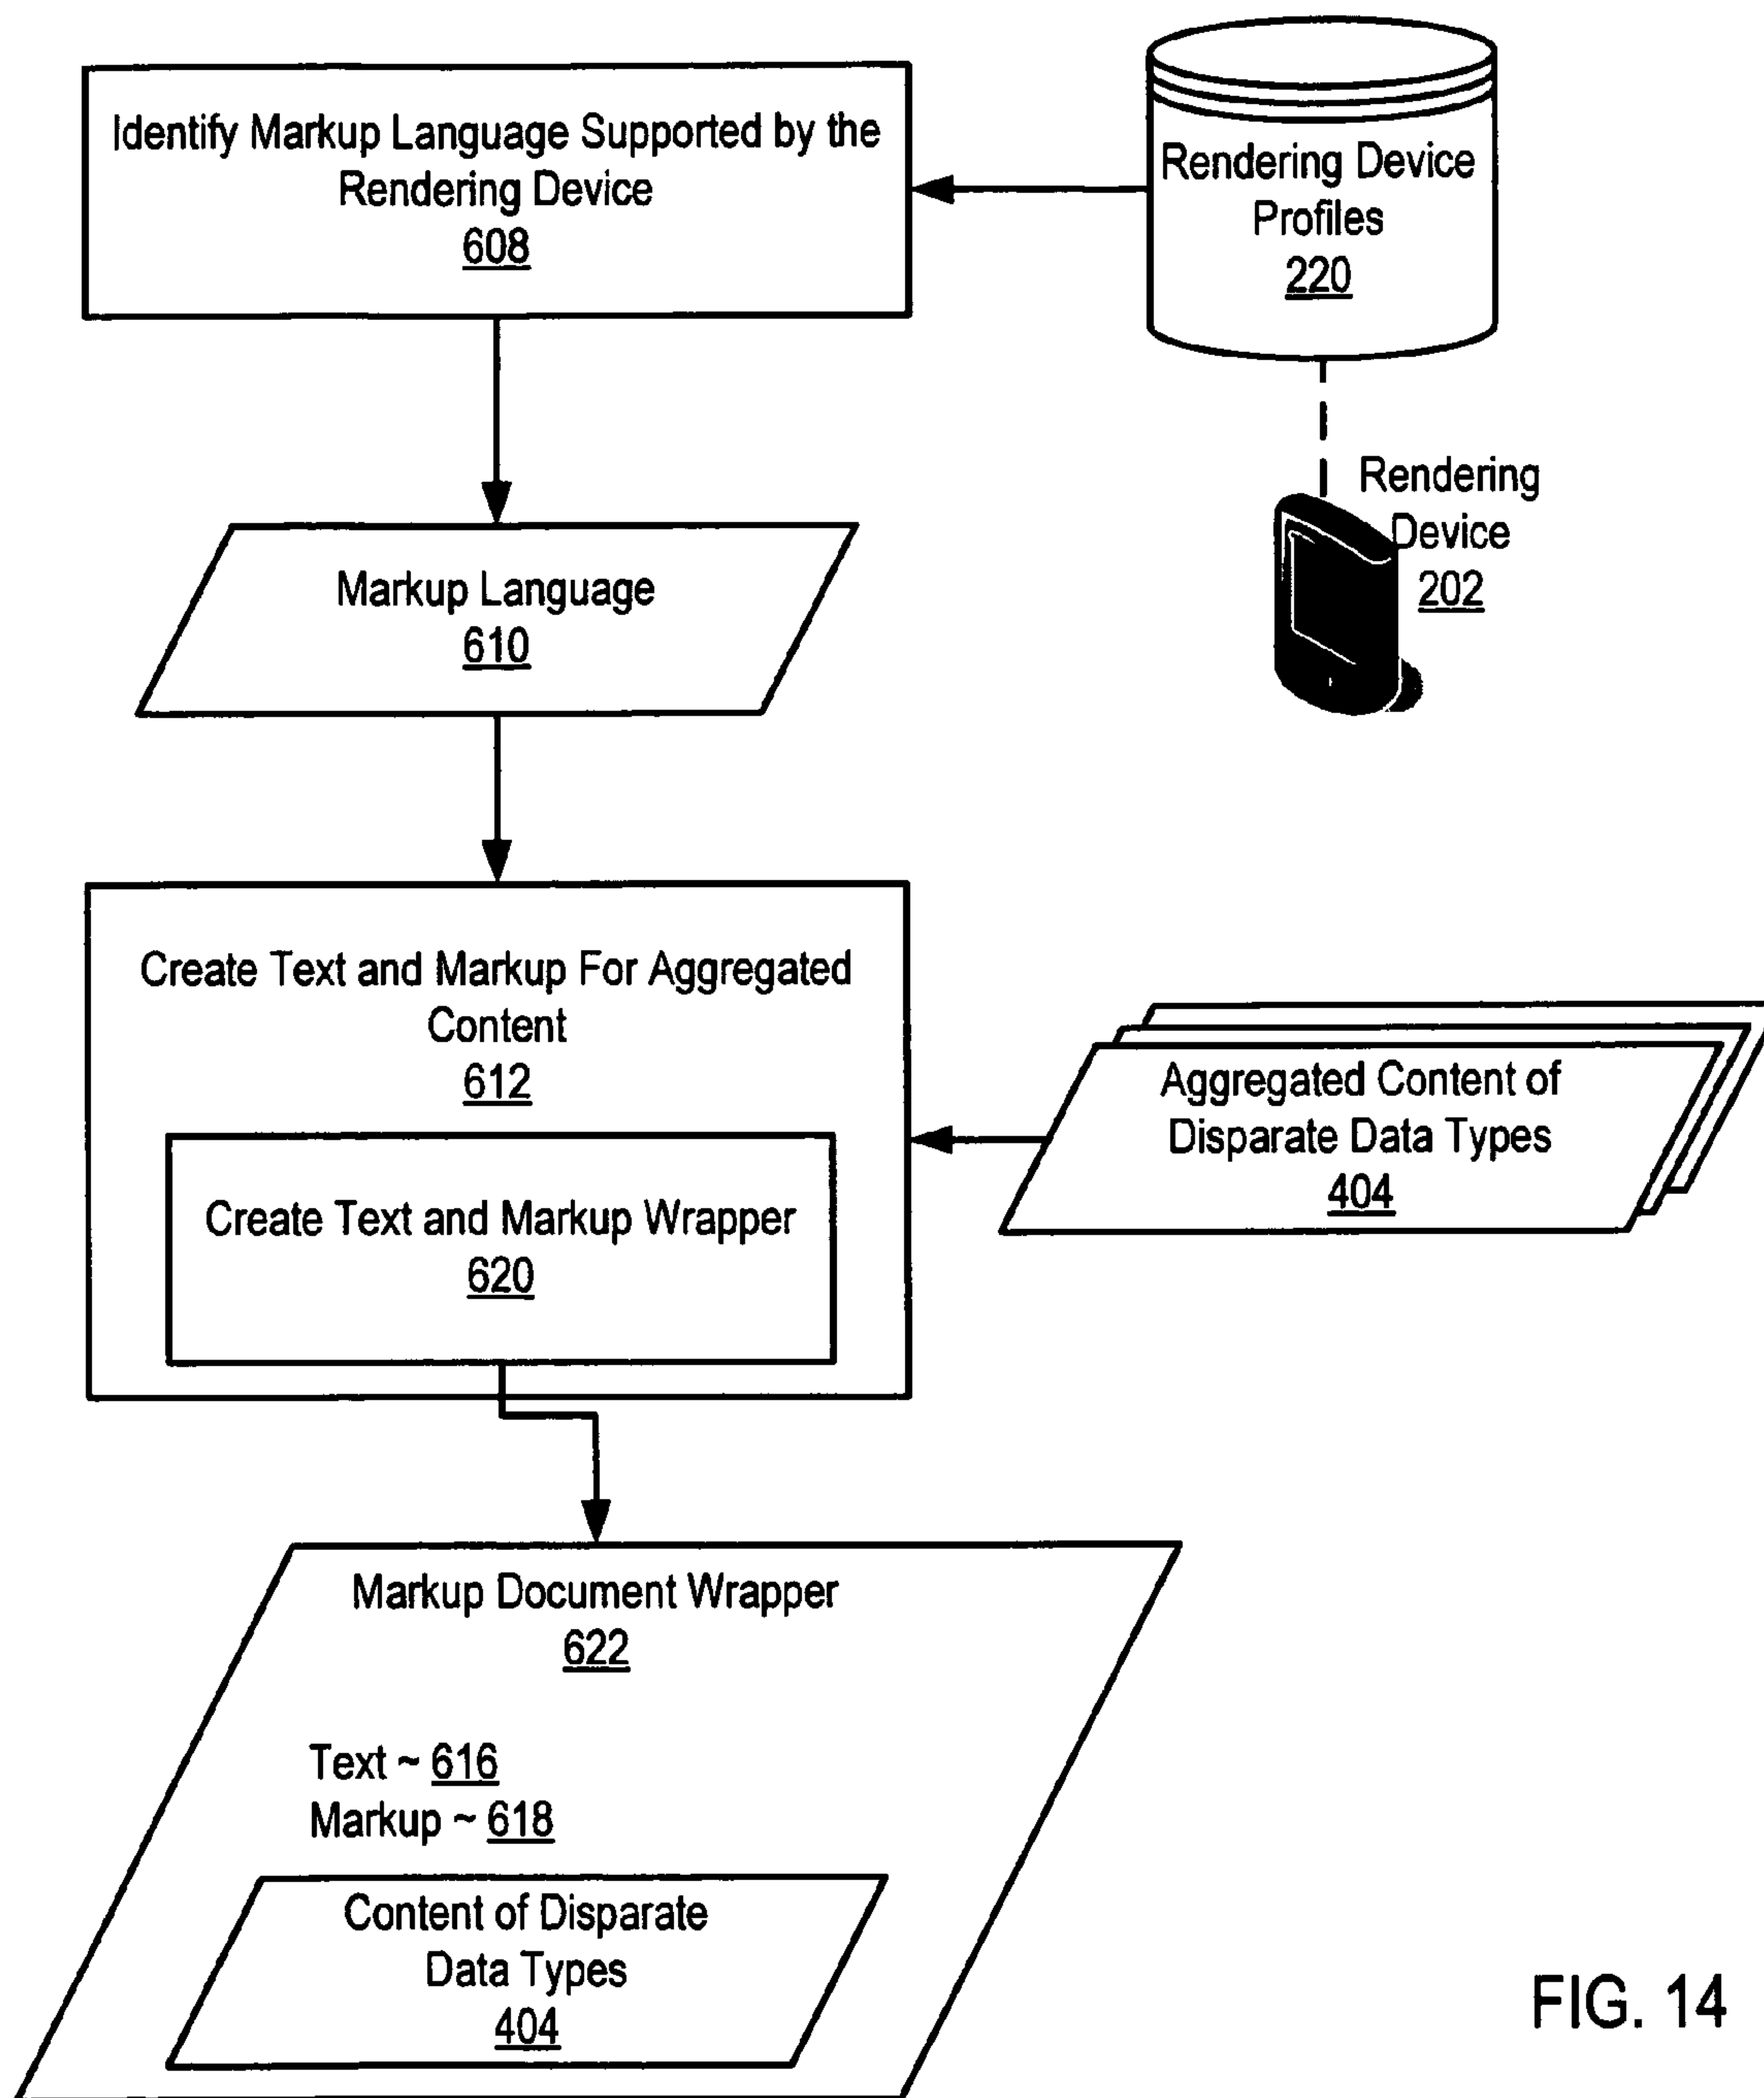 Identify Markup Language Supported by the
Rendering Device
608
Rendering Device
Profiles
220
Rendering
Device
202
Markup Language
610
Create Text and Markup For Aggregated
Content
612
Aggregated Content of
Disparate Data Types
404
Create Text and Markup Wrapper
620
Markup Document Wrapper
622
Text ~ 616
Markup ~ 618
Content of Disparate
Data Types
404
FIG. 14